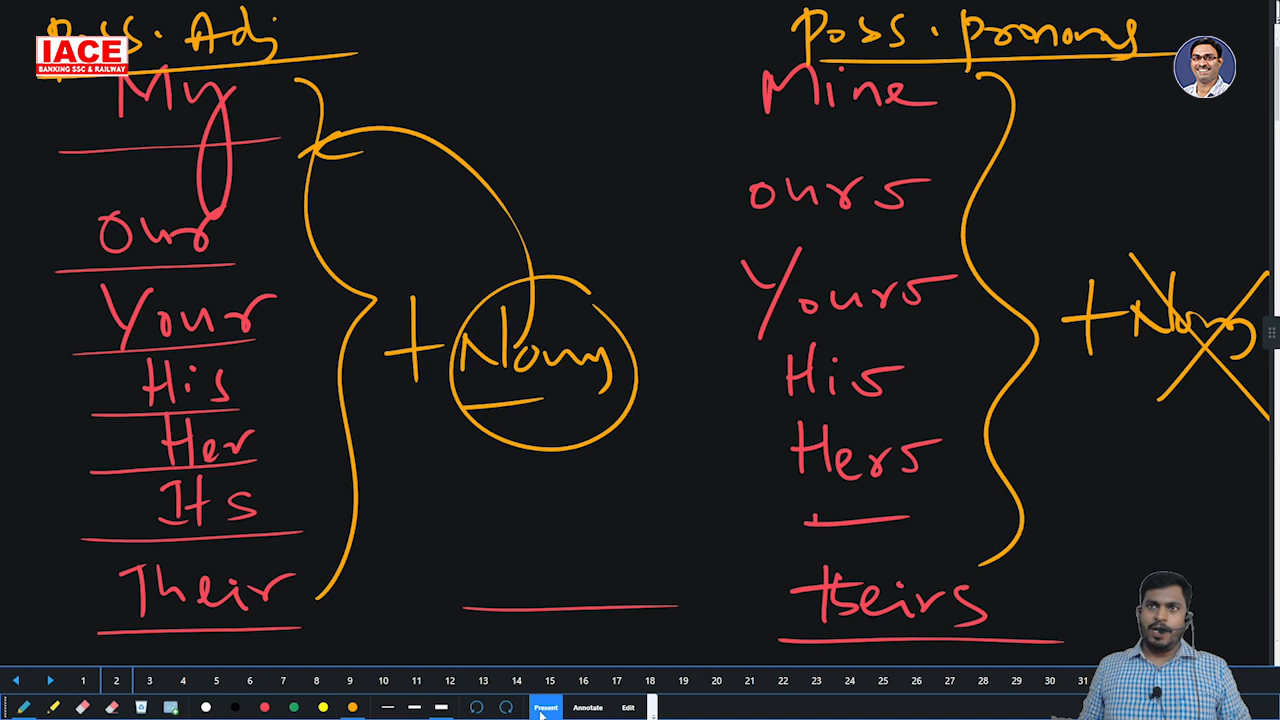 Poss. Adj
Poss. Pronouns
IACE
BANKING SSC & RAILWAY
My
Mine
Our
Ours
Your
Yours
+ Noun
+ Noun
His
His
Her
Hers
Its
Their
Theirs
1 2 3 4 5 6 7 8 9 10 11 12 13 14 15 16 17 18 19 20 21 22 23 24 25 26 27 28 29 30 31
Present Annotate Edit